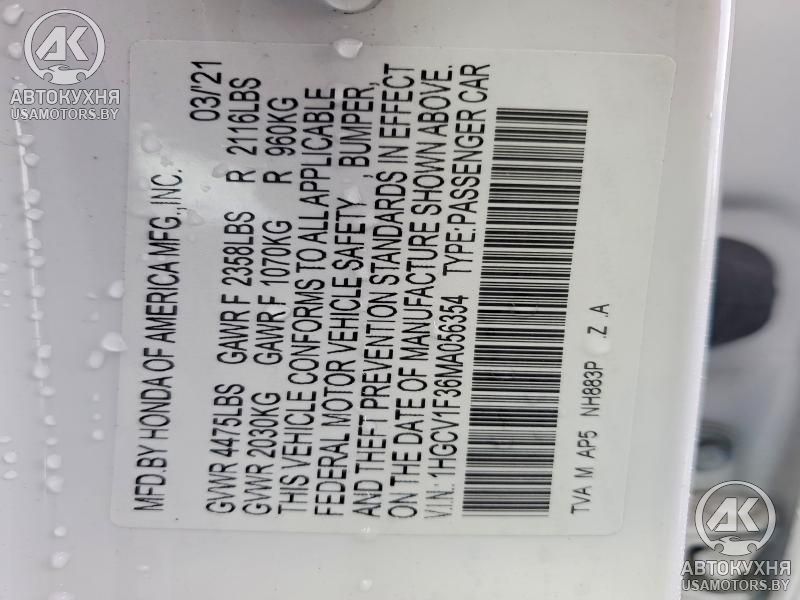 AK
АВТОКУХНЯ
USAMOTORS.BY
MFD.BY HONDA OF AMERICA MFG.,INC. 03/'21
GVWR 4475LBS GAWR F 2358LBS R 2116LBS
GVWR 2030KG GAWR F 1070KG R 960KG
THIS VEHICLE CONFORMS TO ALL APPLICABLE
FEDERAL MOTOR VEHICLE SAFETY , BUMPER,
AND THEFT PREVENTION STANDARDS IN EFFECT
ON THE DATE OF MANUFACTURE SHOWN ABOVE.
V.I.N.: 1HGCV1F36MA056354 TYPE:PASSENGER CAR
TVA M AP5 NH883P .Z .A
AK
АВТОКУХНЯ
USAMOTORS.BY